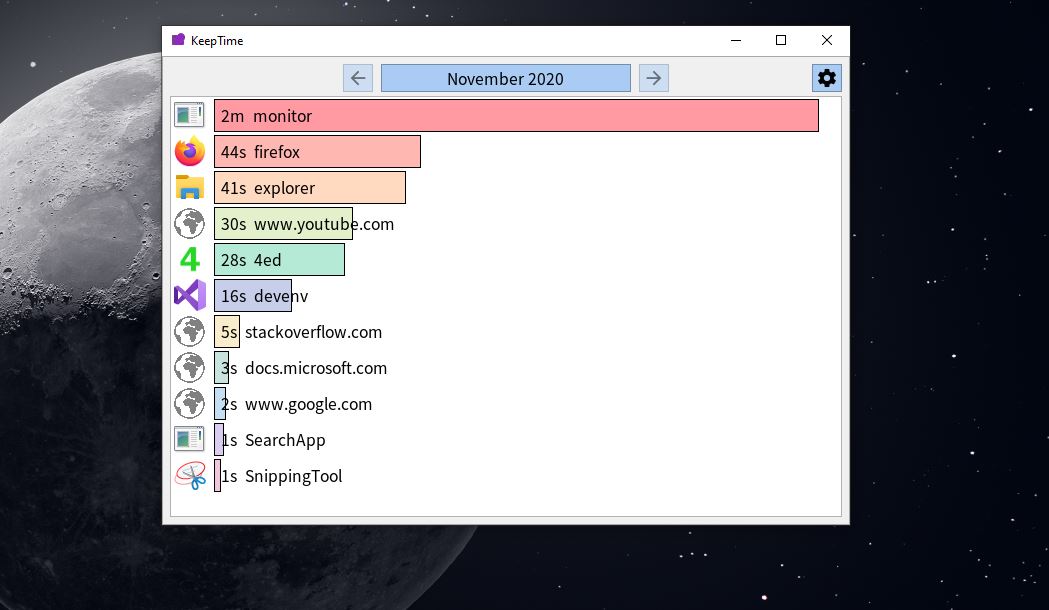 KeepTime
November 2020
2m monitor
44s firefox
41s explorer
30s www.youtube.com
28s 4ed
16s devenv
5s stackoverflow.com
3s docs.microsoft.com
2s www.google.com
1s SearchApp
1s SnippingTool